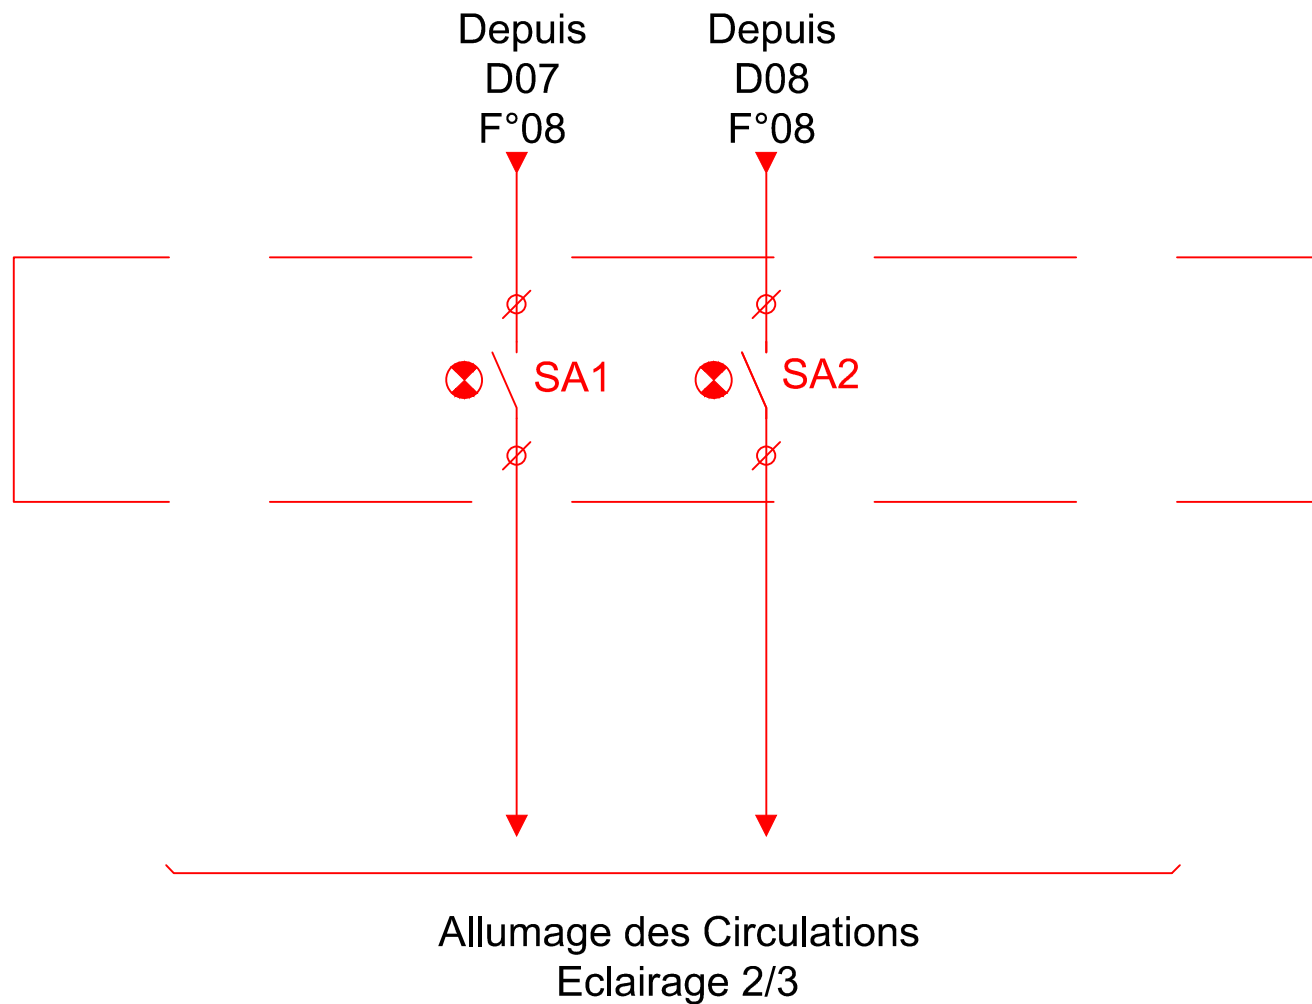 Depuis
D07
F°08
Depuis
D08
F°08
SA1
SA2
Allumage des Circulations
Eclairage 2/3